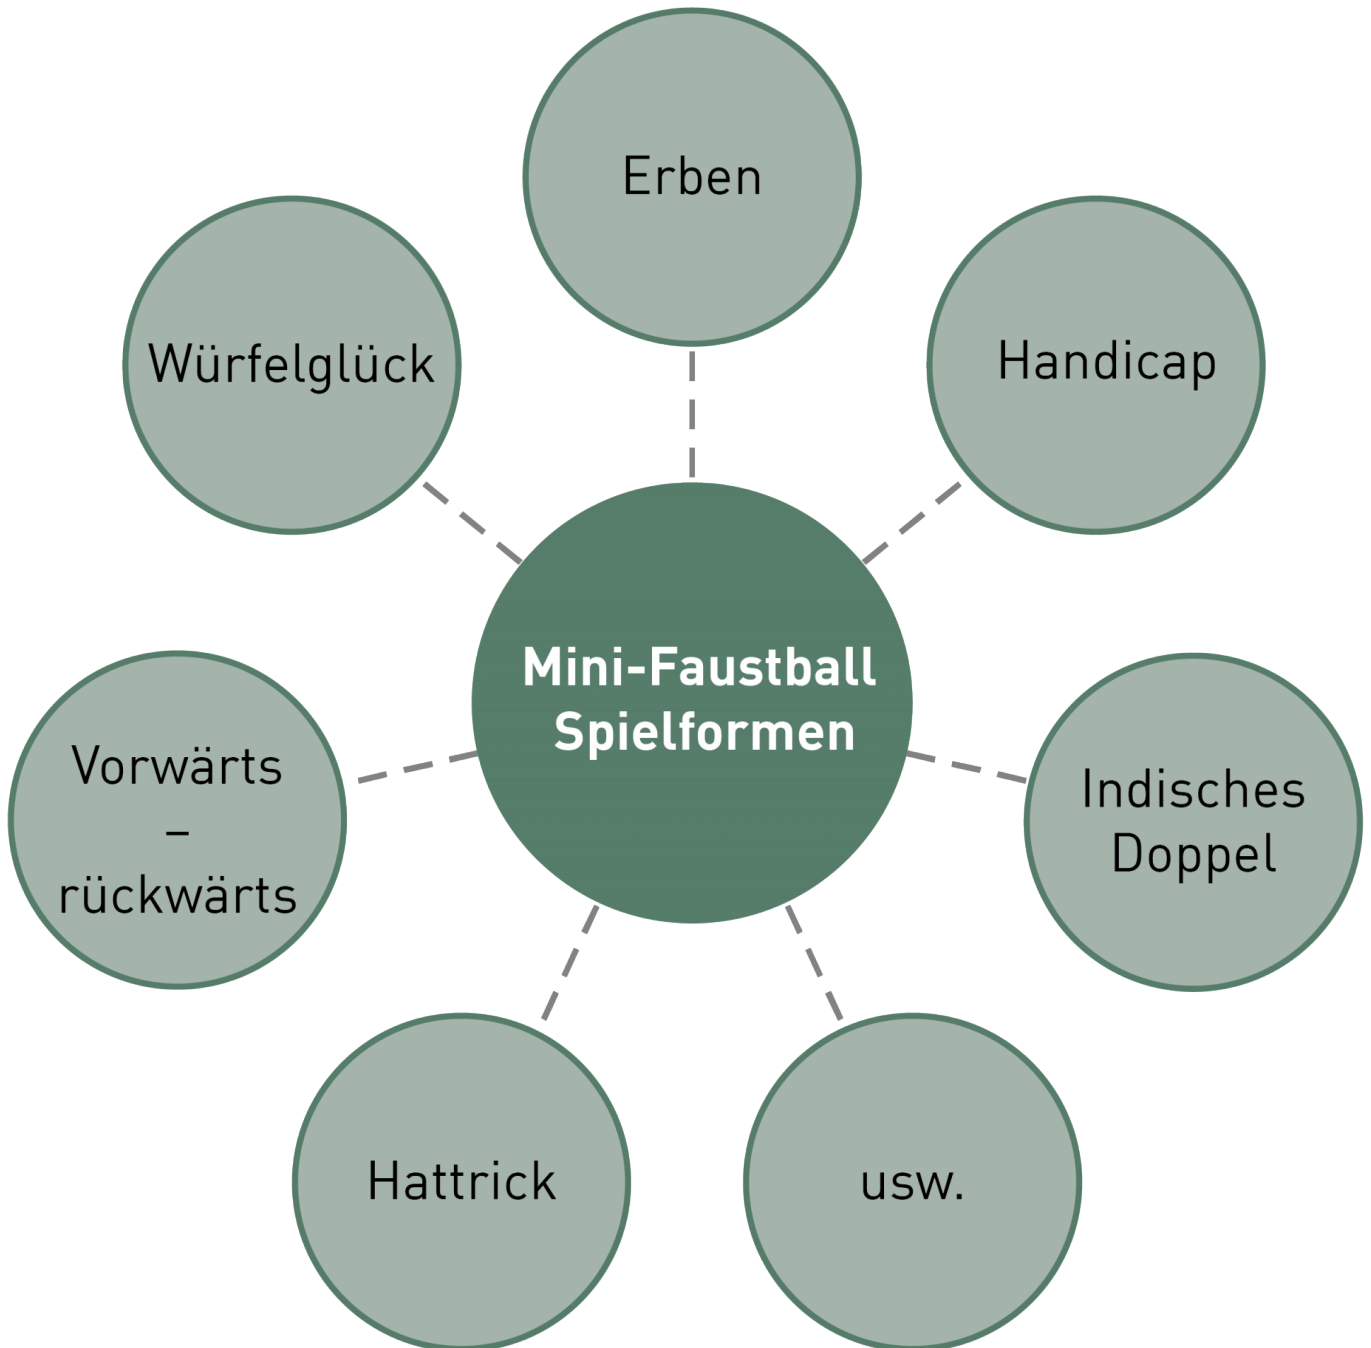 Erben
Würfelglück
Handicap
Mini-Faustball
Spielformen
Vorwärts
–
rückwärts
Indisches
Doppel
Hattrick
usw.